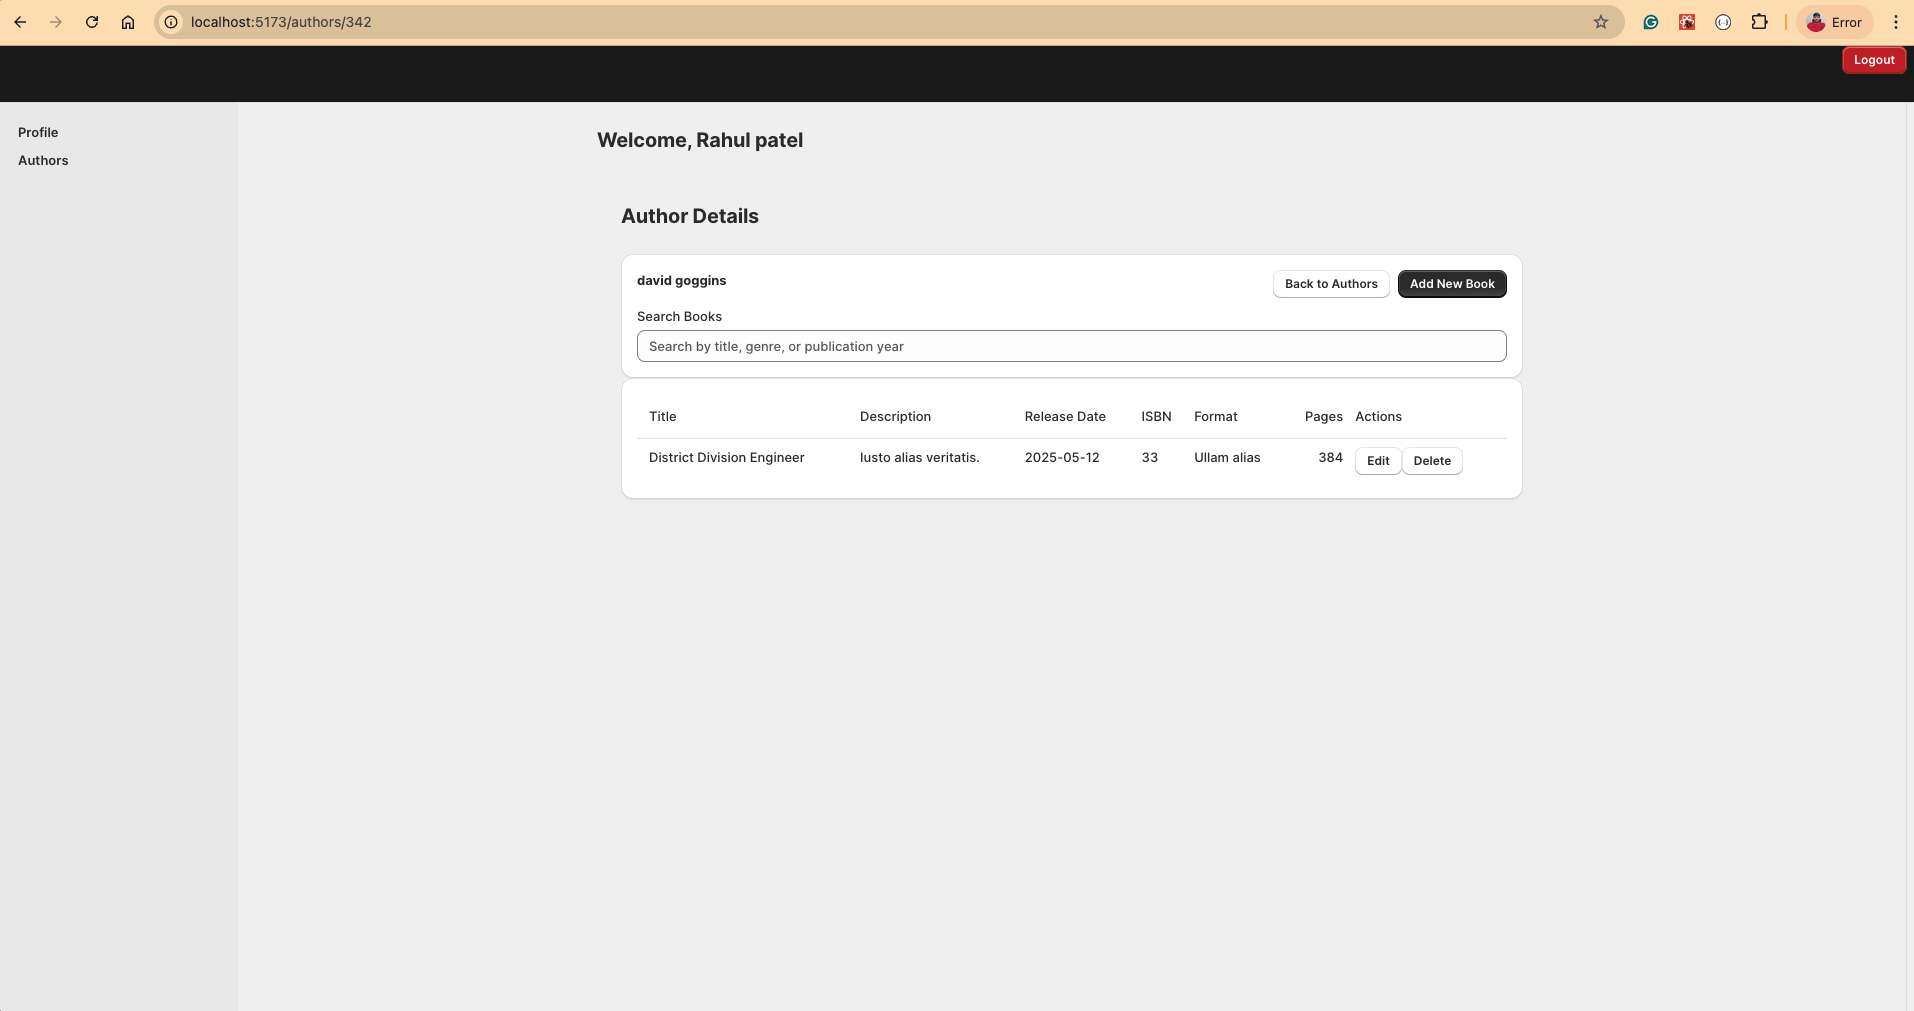 localhost:5173/authors/342
Error
Logout
Profile
Authors
Welcome, Rahul patel
Author Details
david goggins
Back to Authors
Add New Book
Search Books
Search by title, genre, or publication year
Title Description Release Date ISBN Format Pages Actions
District Division Engineer Iusto alias veritatis. 2025-05-12 33 Ullam alias 384 Edit Delete